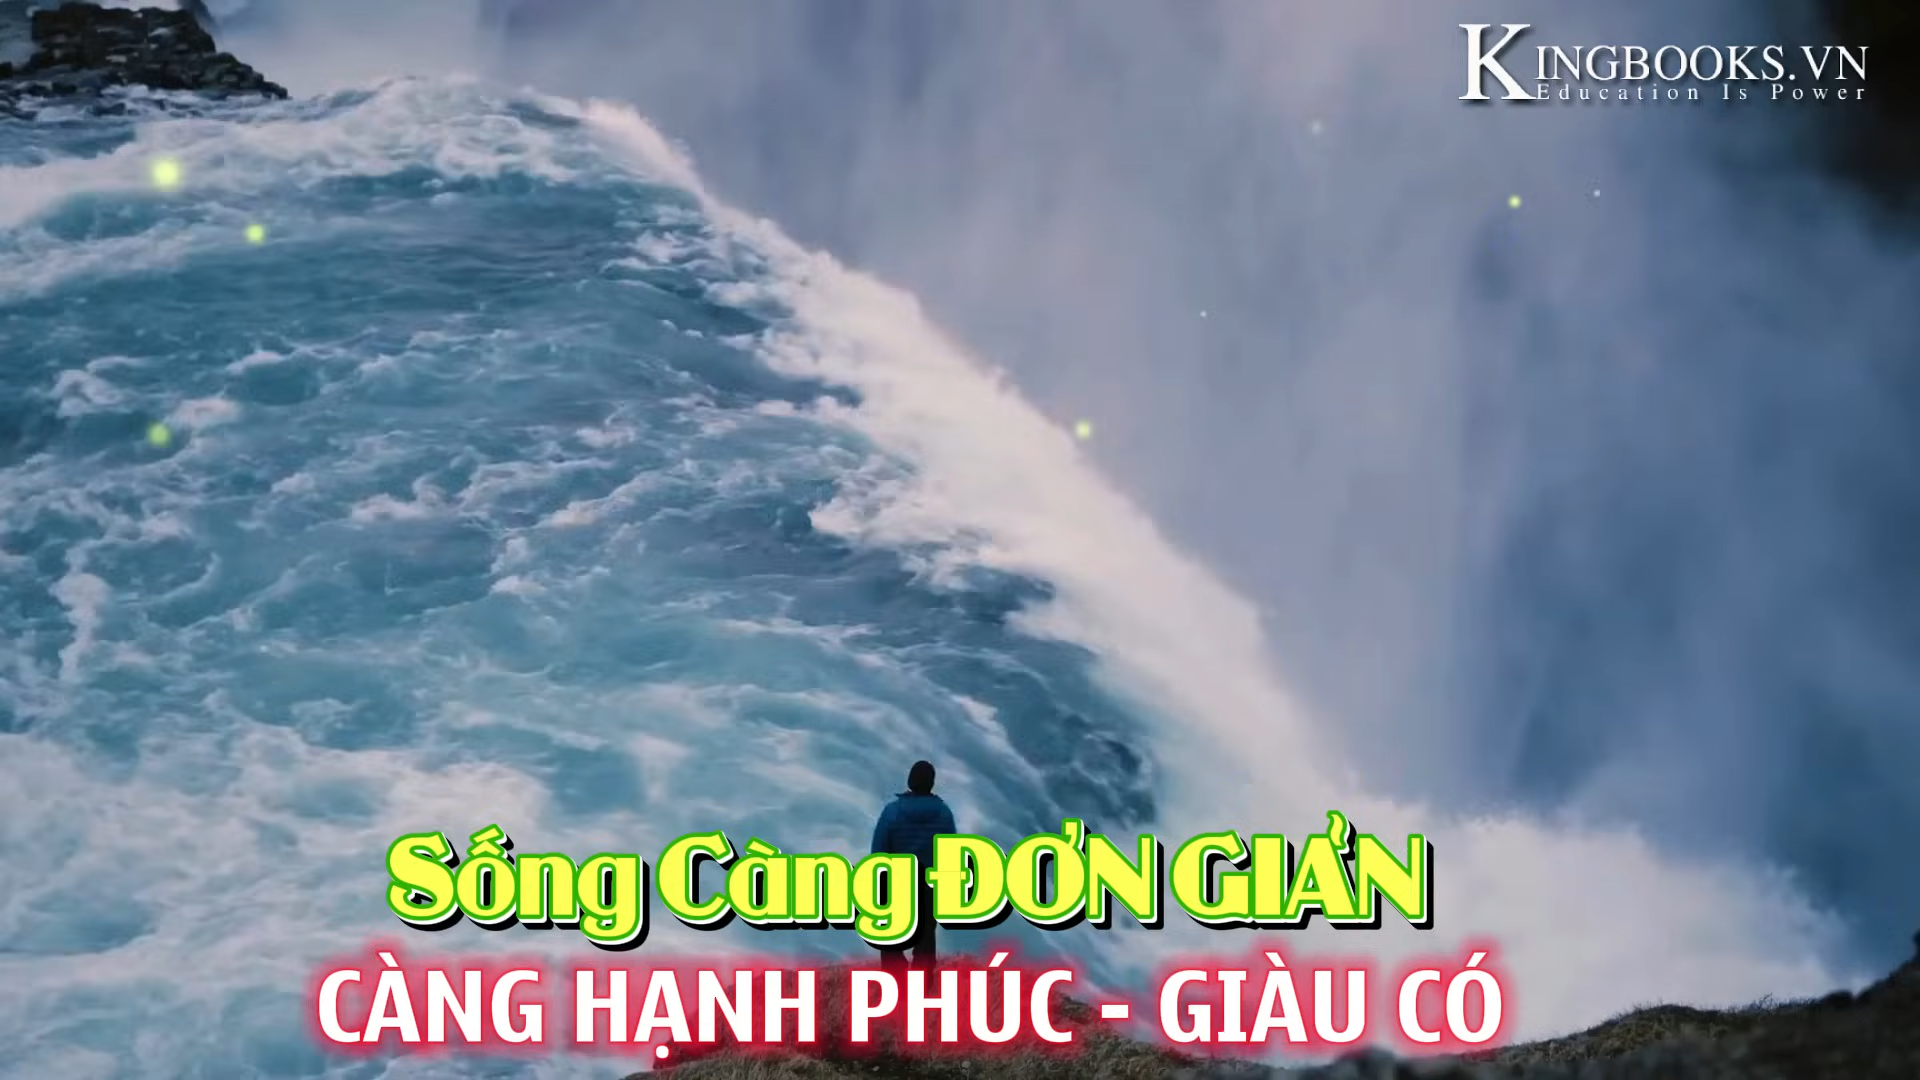 KINGBOOKS.VN
Education Is Power
Sống Càng ĐƠN GIẢN
CÀNG HẠNH PHÚC - GIÀU CÓ